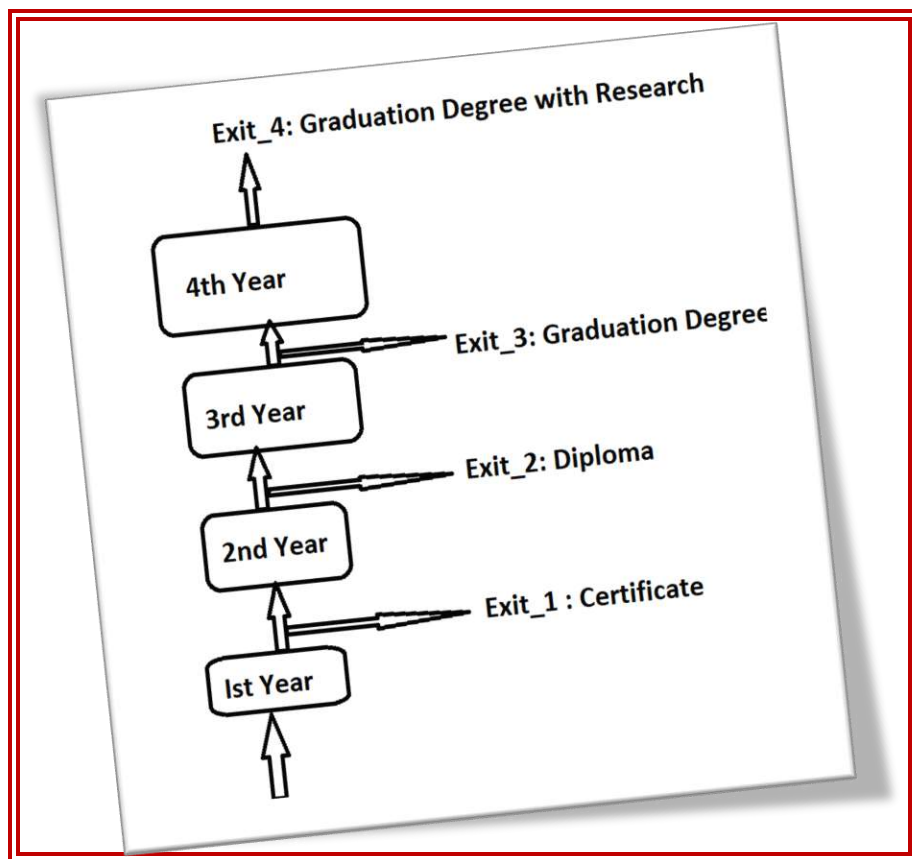 Exit_4: Graduation Degree with Research
4th Year
Exit_3: Graduation Degree
3rd Year
Exit_2: Diploma
2nd Year
Exit_1 : Certificate
Ist Year